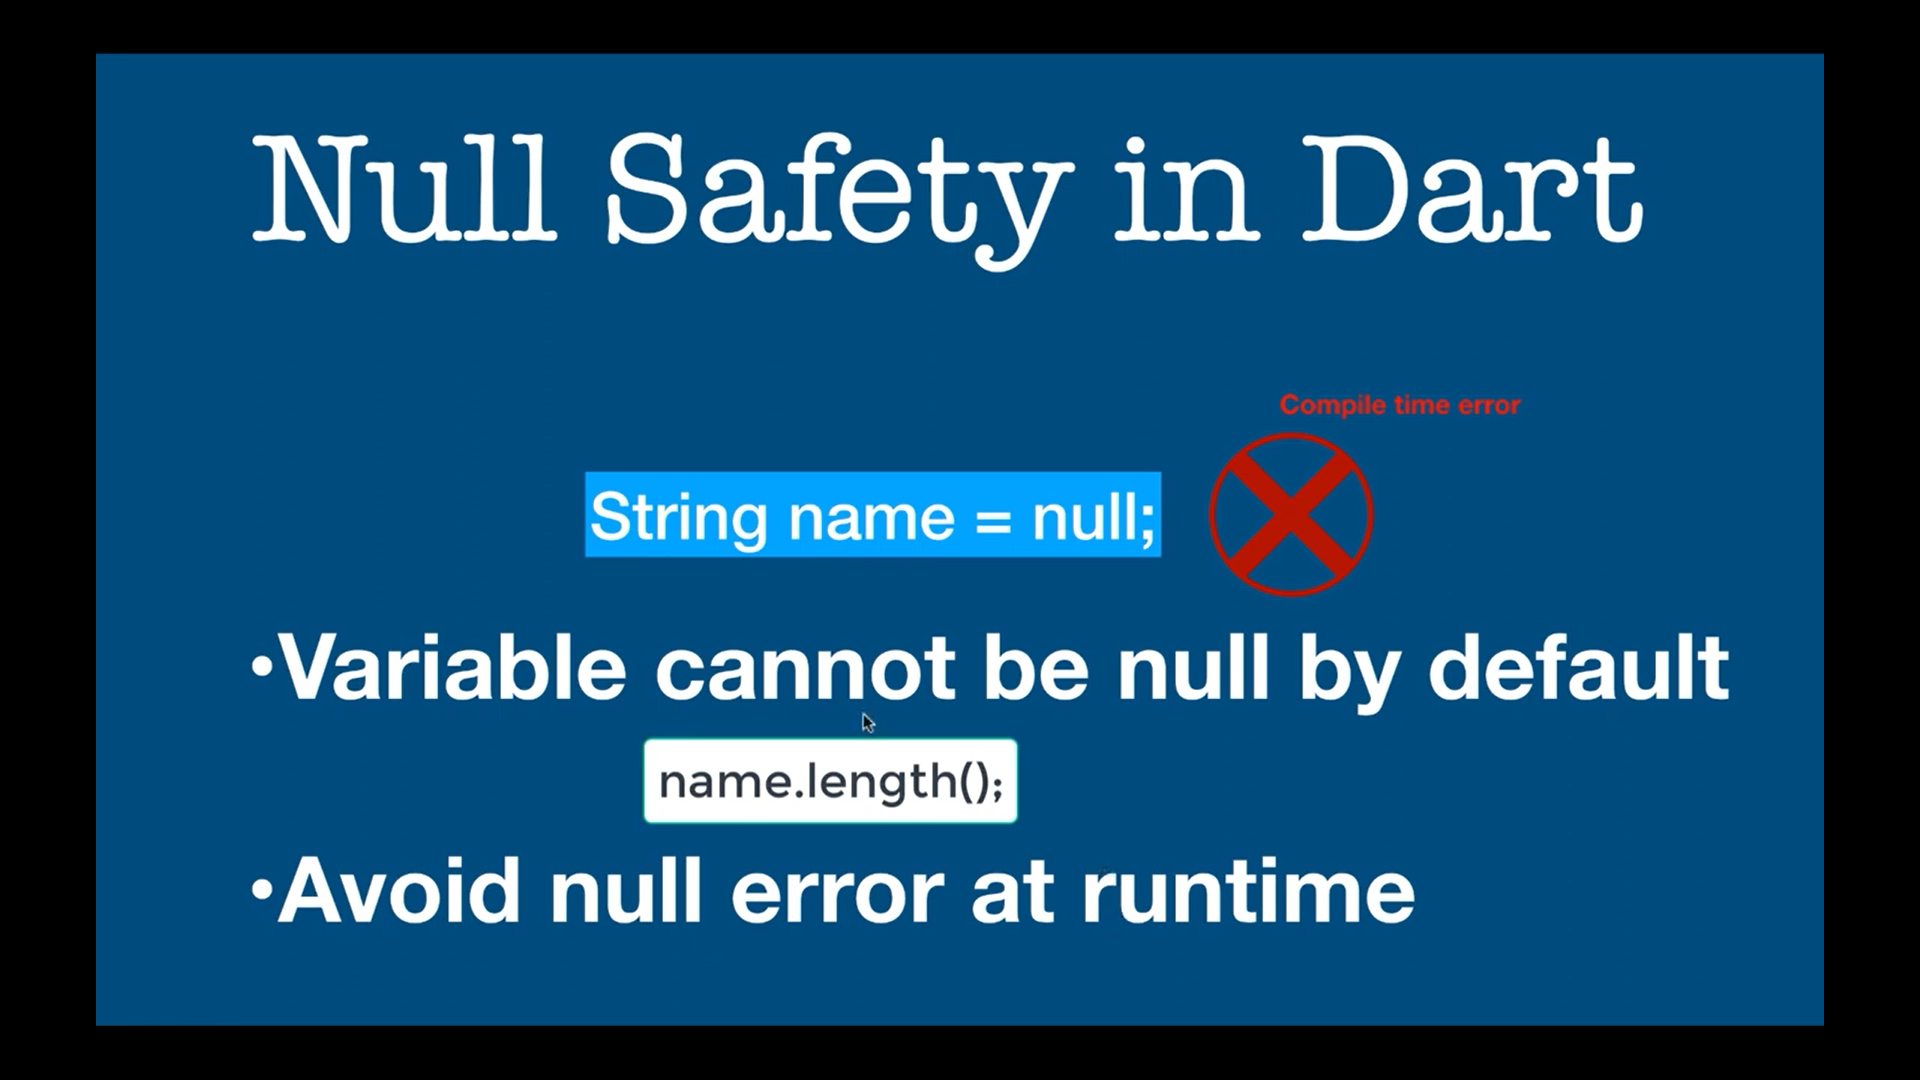 Null Safety in Dart
Compile time error
String name = null;
•Variable cannot be null by default
name.length();
•Avoid null error at runtime